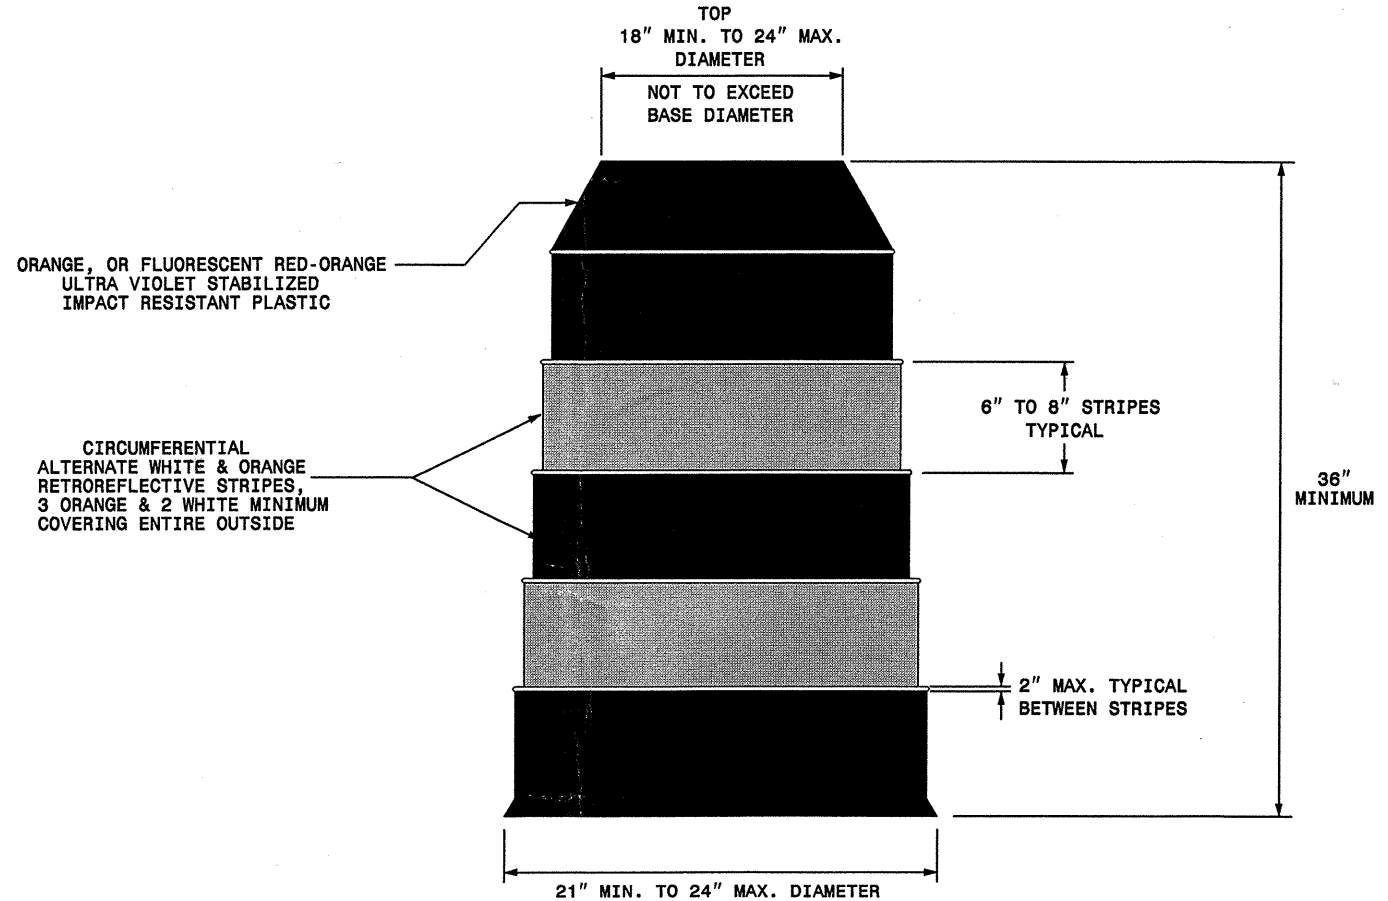 TOP
18" MIN. TO 24" MAX.
DIAMETER
NOT TO EXCEED
BASE DIAMETER
ORANGE, OR FLUORESCENT RED-ORANGE
ULTRA VIOLET STABILIZED
IMPACT RESISTANT PLASTIC
6" TO 8" STRIPES
TYPICAL
CIRCUMFERENTIAL
ALTERNATE WHITE & ORANGE
RETROREFLECTIVE STRIPES,
3 ORANGE & 2 WHITE MINIMUM
COVERING ENTIRE OUTSIDE
36"
MINIMUM
2" MAX. TYPICAL
BETWEEN STRIPES
21" MIN. TO 24" MAX. DIAMETER